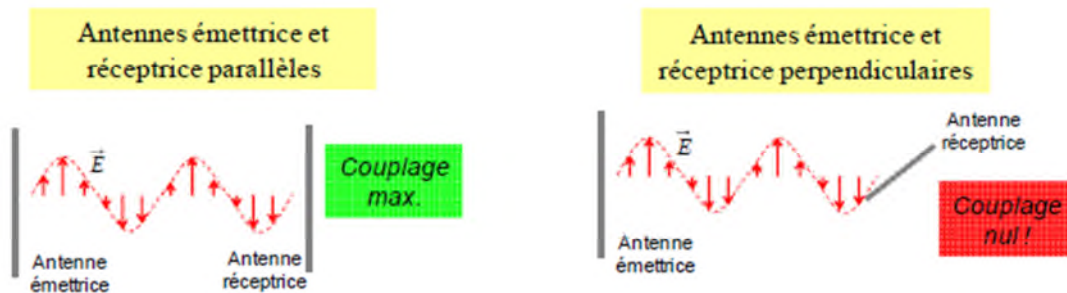 Antennes émettrice et
réceptrice parallèles
E
Couplage
max.
Antenne
émettrice
Antenne
réceptrice
Antennes émettrice et
réceptrice perpendiculaires
E
Antenne
réceptrice
Couplage
nul !
Antenne
émettrice